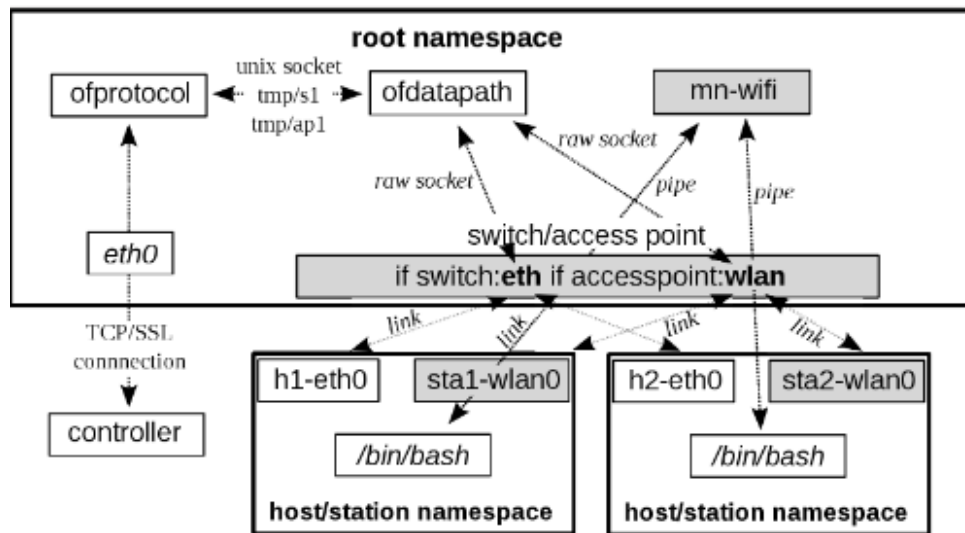 root namespace
ofprotocol
unix socket
tmp/s1
tmp/ap1
ofdatapath
mn-wifi
raw socket
raw socket
pipe
pipe
eth0
switch/access point
if switch:eth if accesspoint:wlan
TCP/SSL
connnection
link
link
link
link
h1-eth0
sta1-wlan0
h2-eth0
sta2-wlan0
controller
/bin/bash
/bin/bash
host/station namespace
host/station namespace